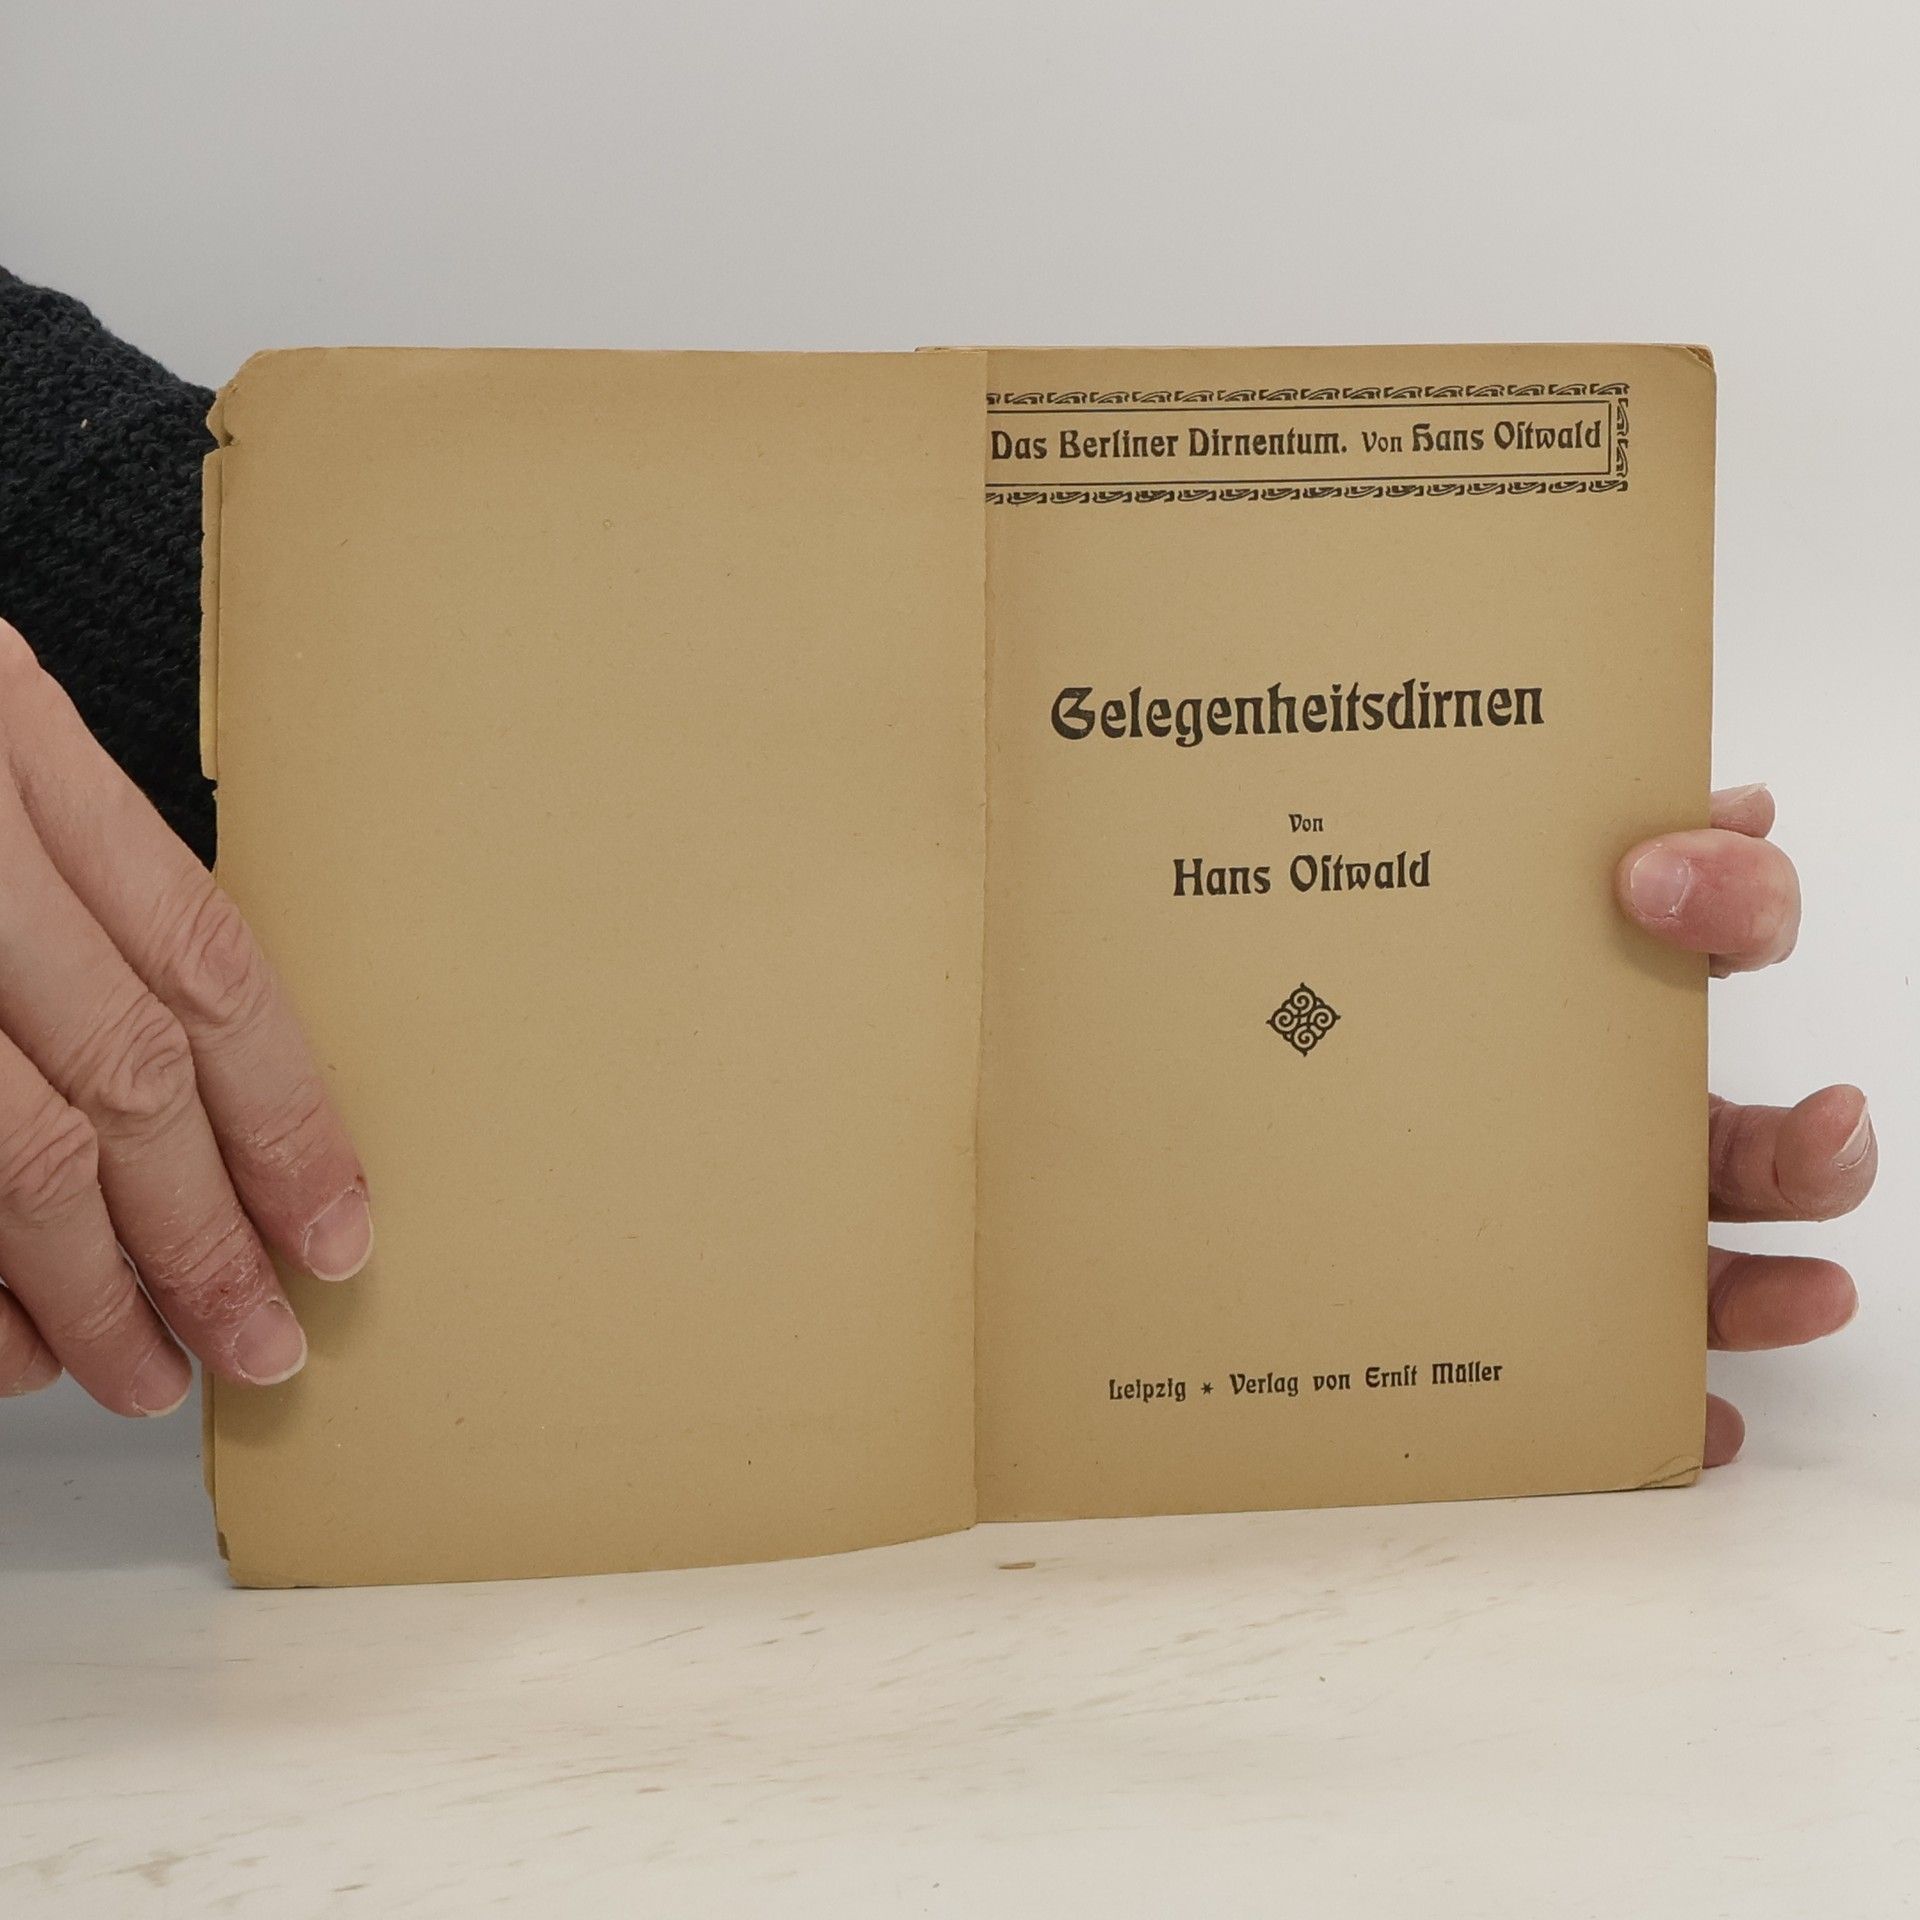 Das Berliner Dirnentum. Von Hans Oſtwald
Gelegenheitsdirnen
Von
Hans Oſtwald
Leipzig * Verlag von Ernſt Müller